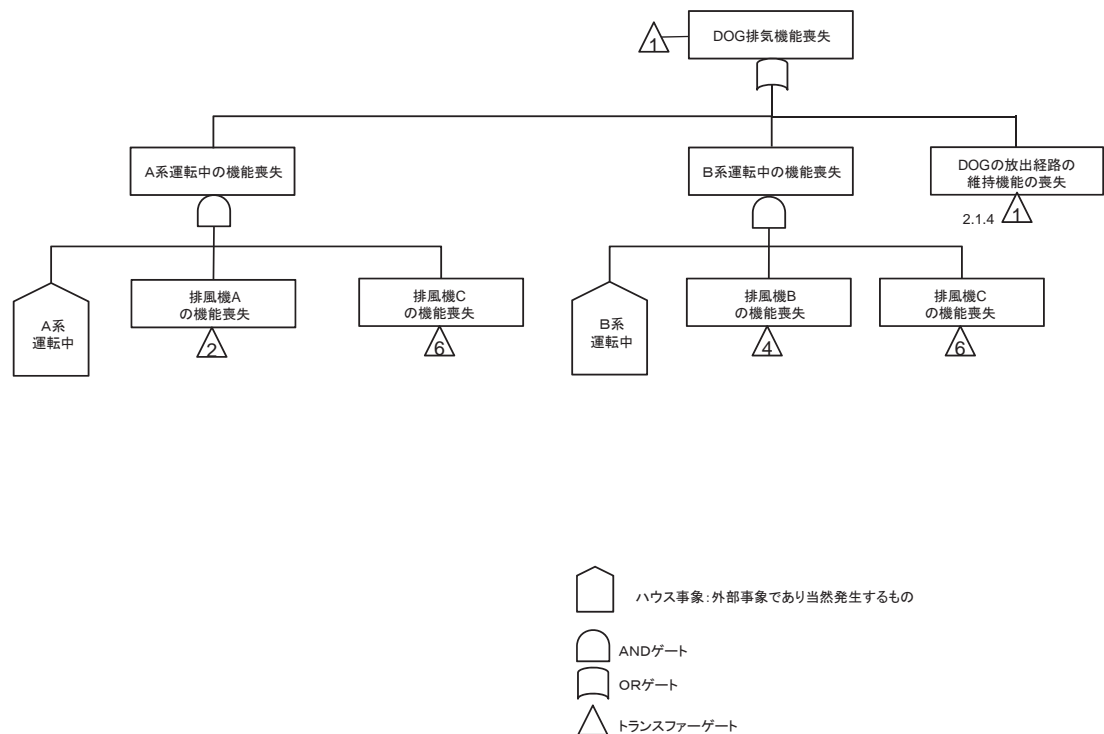 DOG排気機能喪失
1
A系運転中の機能喪失
B系運転中の機能喪失
DOGの放出経路の
維持機能の喪失
2.1.4
1
A系
運転中
排風機A
の機能喪失
2
排風機C
の機能喪失
6
B系
運転中
排風機B
の機能喪失
4
排風機C
の機能喪失
6
ハウス事象:外部事象であり当然発生するもの
ANDゲート
ORゲート
トランスファーゲート